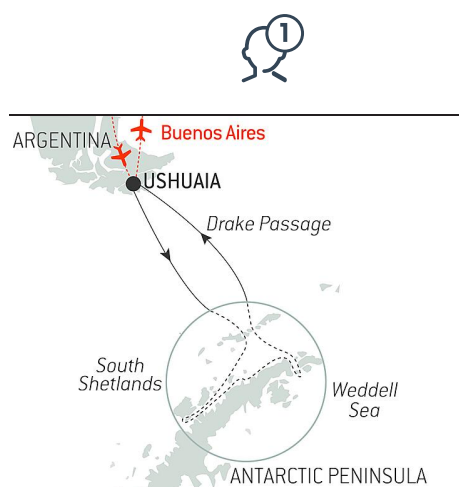 1
ARGENTINA
Buenos Aires
USHUAIA
Drake Passage
South
Shetlands
Weddell
Sea
ANTARCTIC PENINSULA